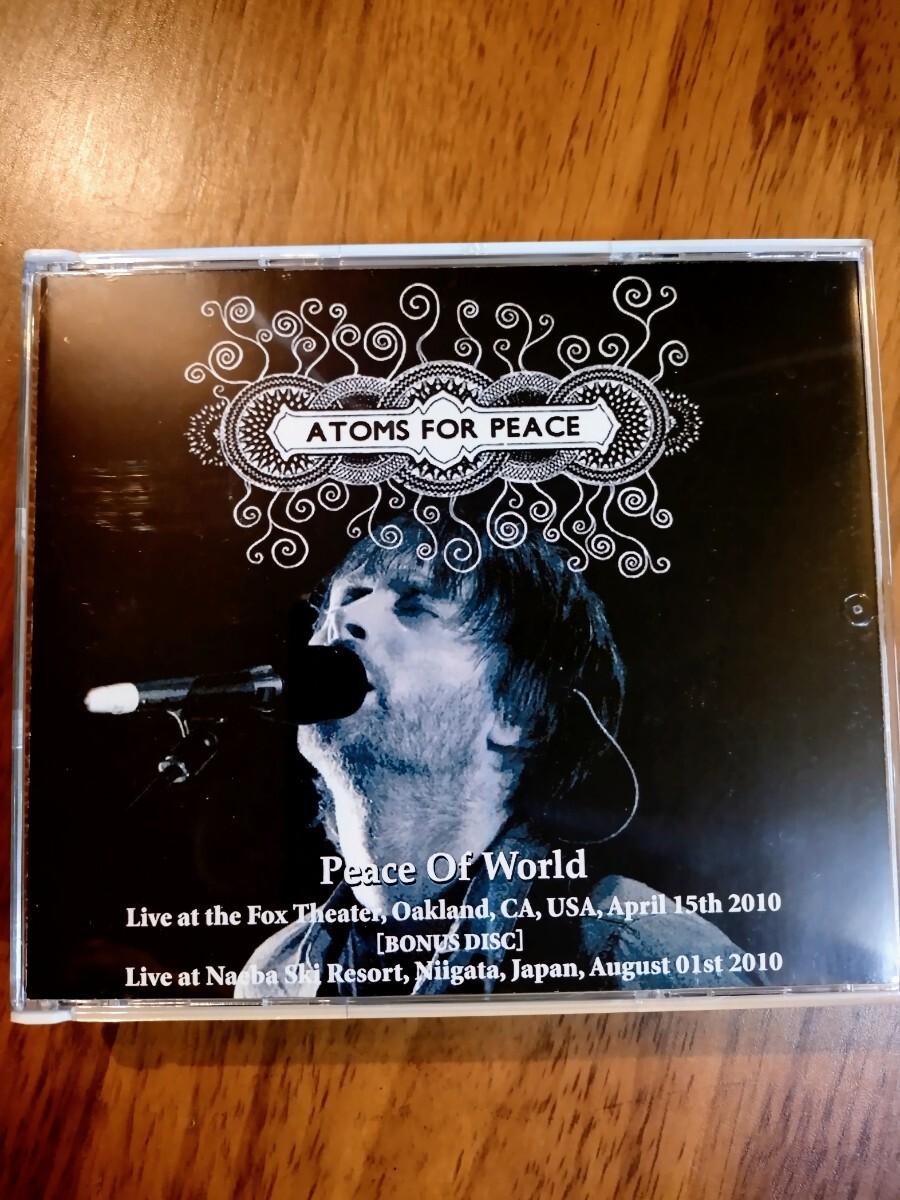 ATOMS FOR PEACE
Peace Of World
Live at the Fox Theater, Oakland, CA, USA, April 15th 2010
[BONUS DISC]
Live at Naeba Ski Resort, Niigata, Japan, August 01st 2010